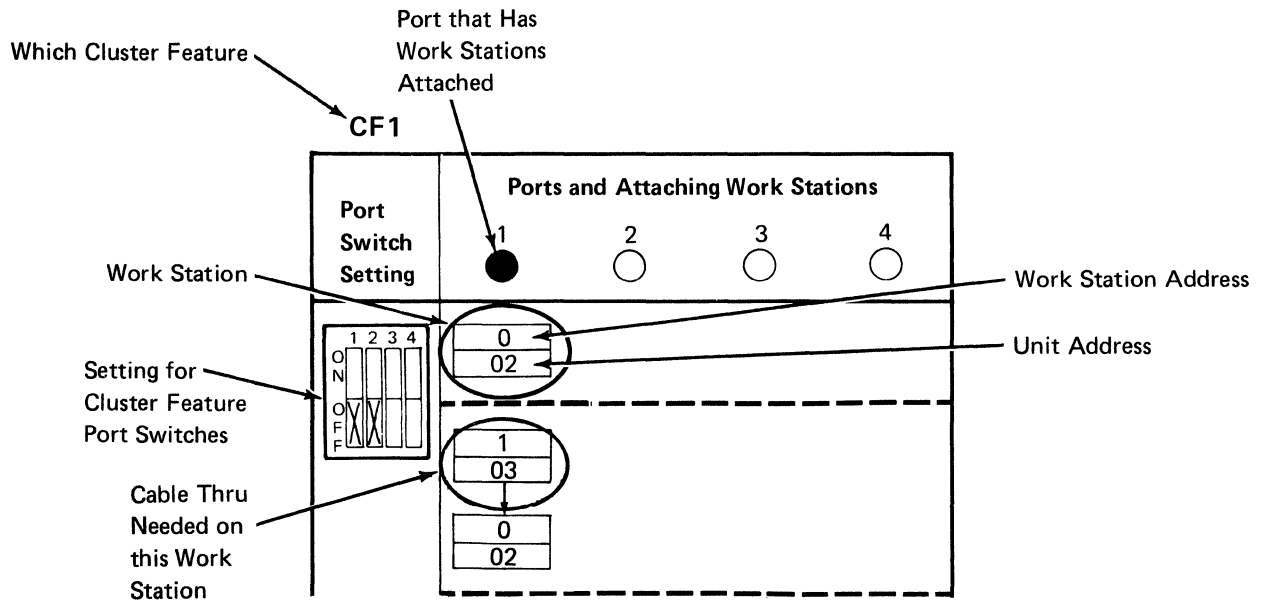 Which Cluster Feature
Port that Has
Work Stations
Attached
CF1
Port
Switch
Setting
Ports and Attaching Work Stations
1 2 3 4
Work Station
Work Station Address
Unit Address
Setting for
Cluster Feature
Port Switches
1 2 3 4
ON
OFF
0
02
1
03
0
02
Cable Thru
Needed on
this Work
Station